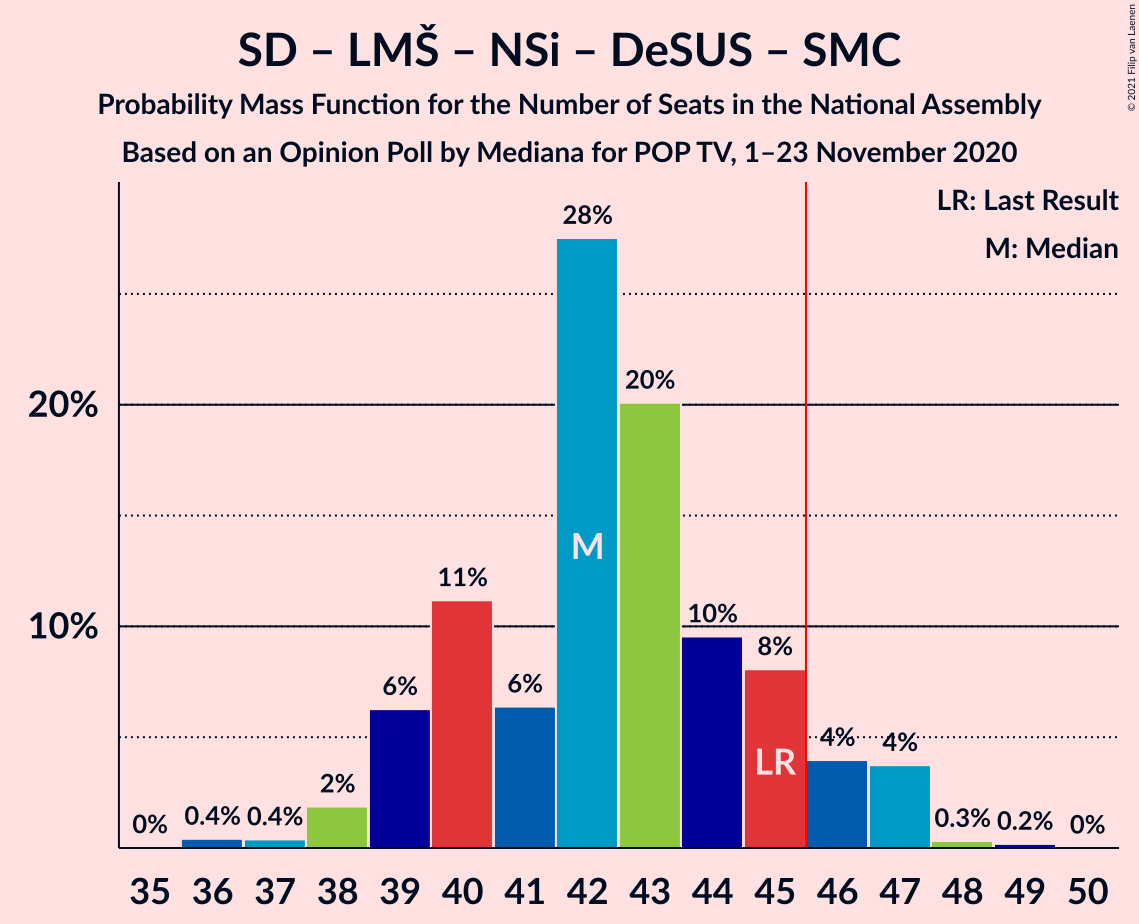 SD – LMŠ – NSi – DeSUS – SMC
Probability Mass Function for the Number of Seats in the National Assembly
Based on an Opinion Poll by Mediana for POP TV, 1–23 November 2020
© 2021 Filip van Laenen
LR: Last Result
M: Median
20%
10%
0%
0.4%
0.4%
2%
6%
11%
6%
28%
20%
10%
8%
4%
4%
0.3%
0.2%
0%
M
LR
35 36 37 38 39 40 41 42 43 44 45 46 47 48 49 50